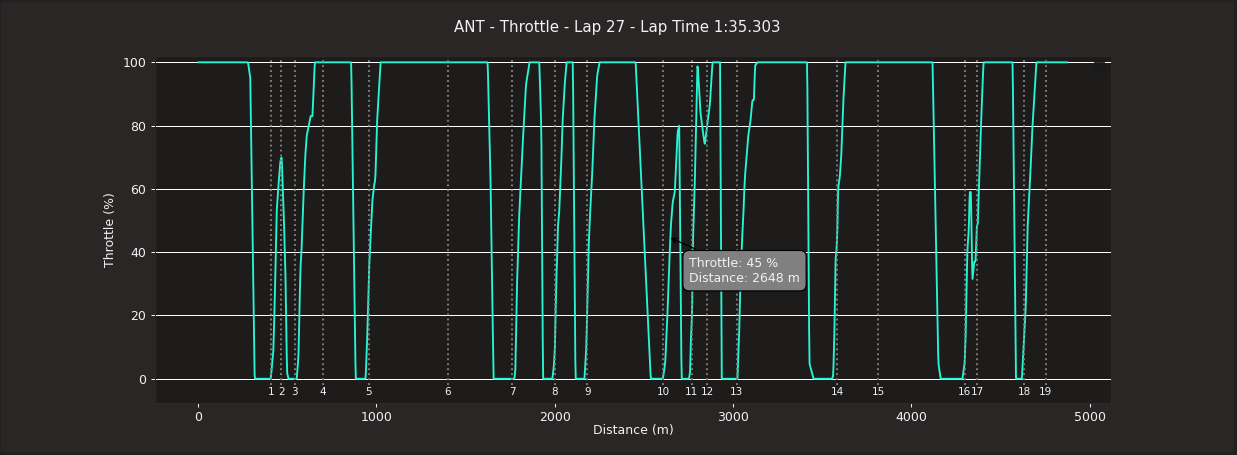 ANT - Throttle - Lap 27 - Lap Time 1:35.303
100
80
60
40
20
0
Throttle (%)
Throttle: 45 %
Distance: 2648 m
1 2 3 4 5 6 7 8 9 10 11 12 13 14 15 16 17 18 19
0 1000 2000 3000 4000 5000
Distance (m)